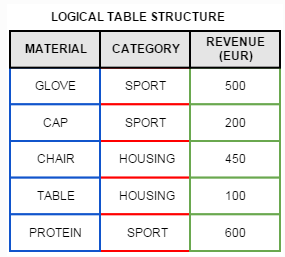 LOGICAL TABLE STRUCTURE
MATERIAL CATEGORY REVENUE (EUR)
GLOVE SPORT 500
CAP SPORT 200
CHAIR HOUSING 450
TABLE HOUSING 100
PROTEIN SPORT 600